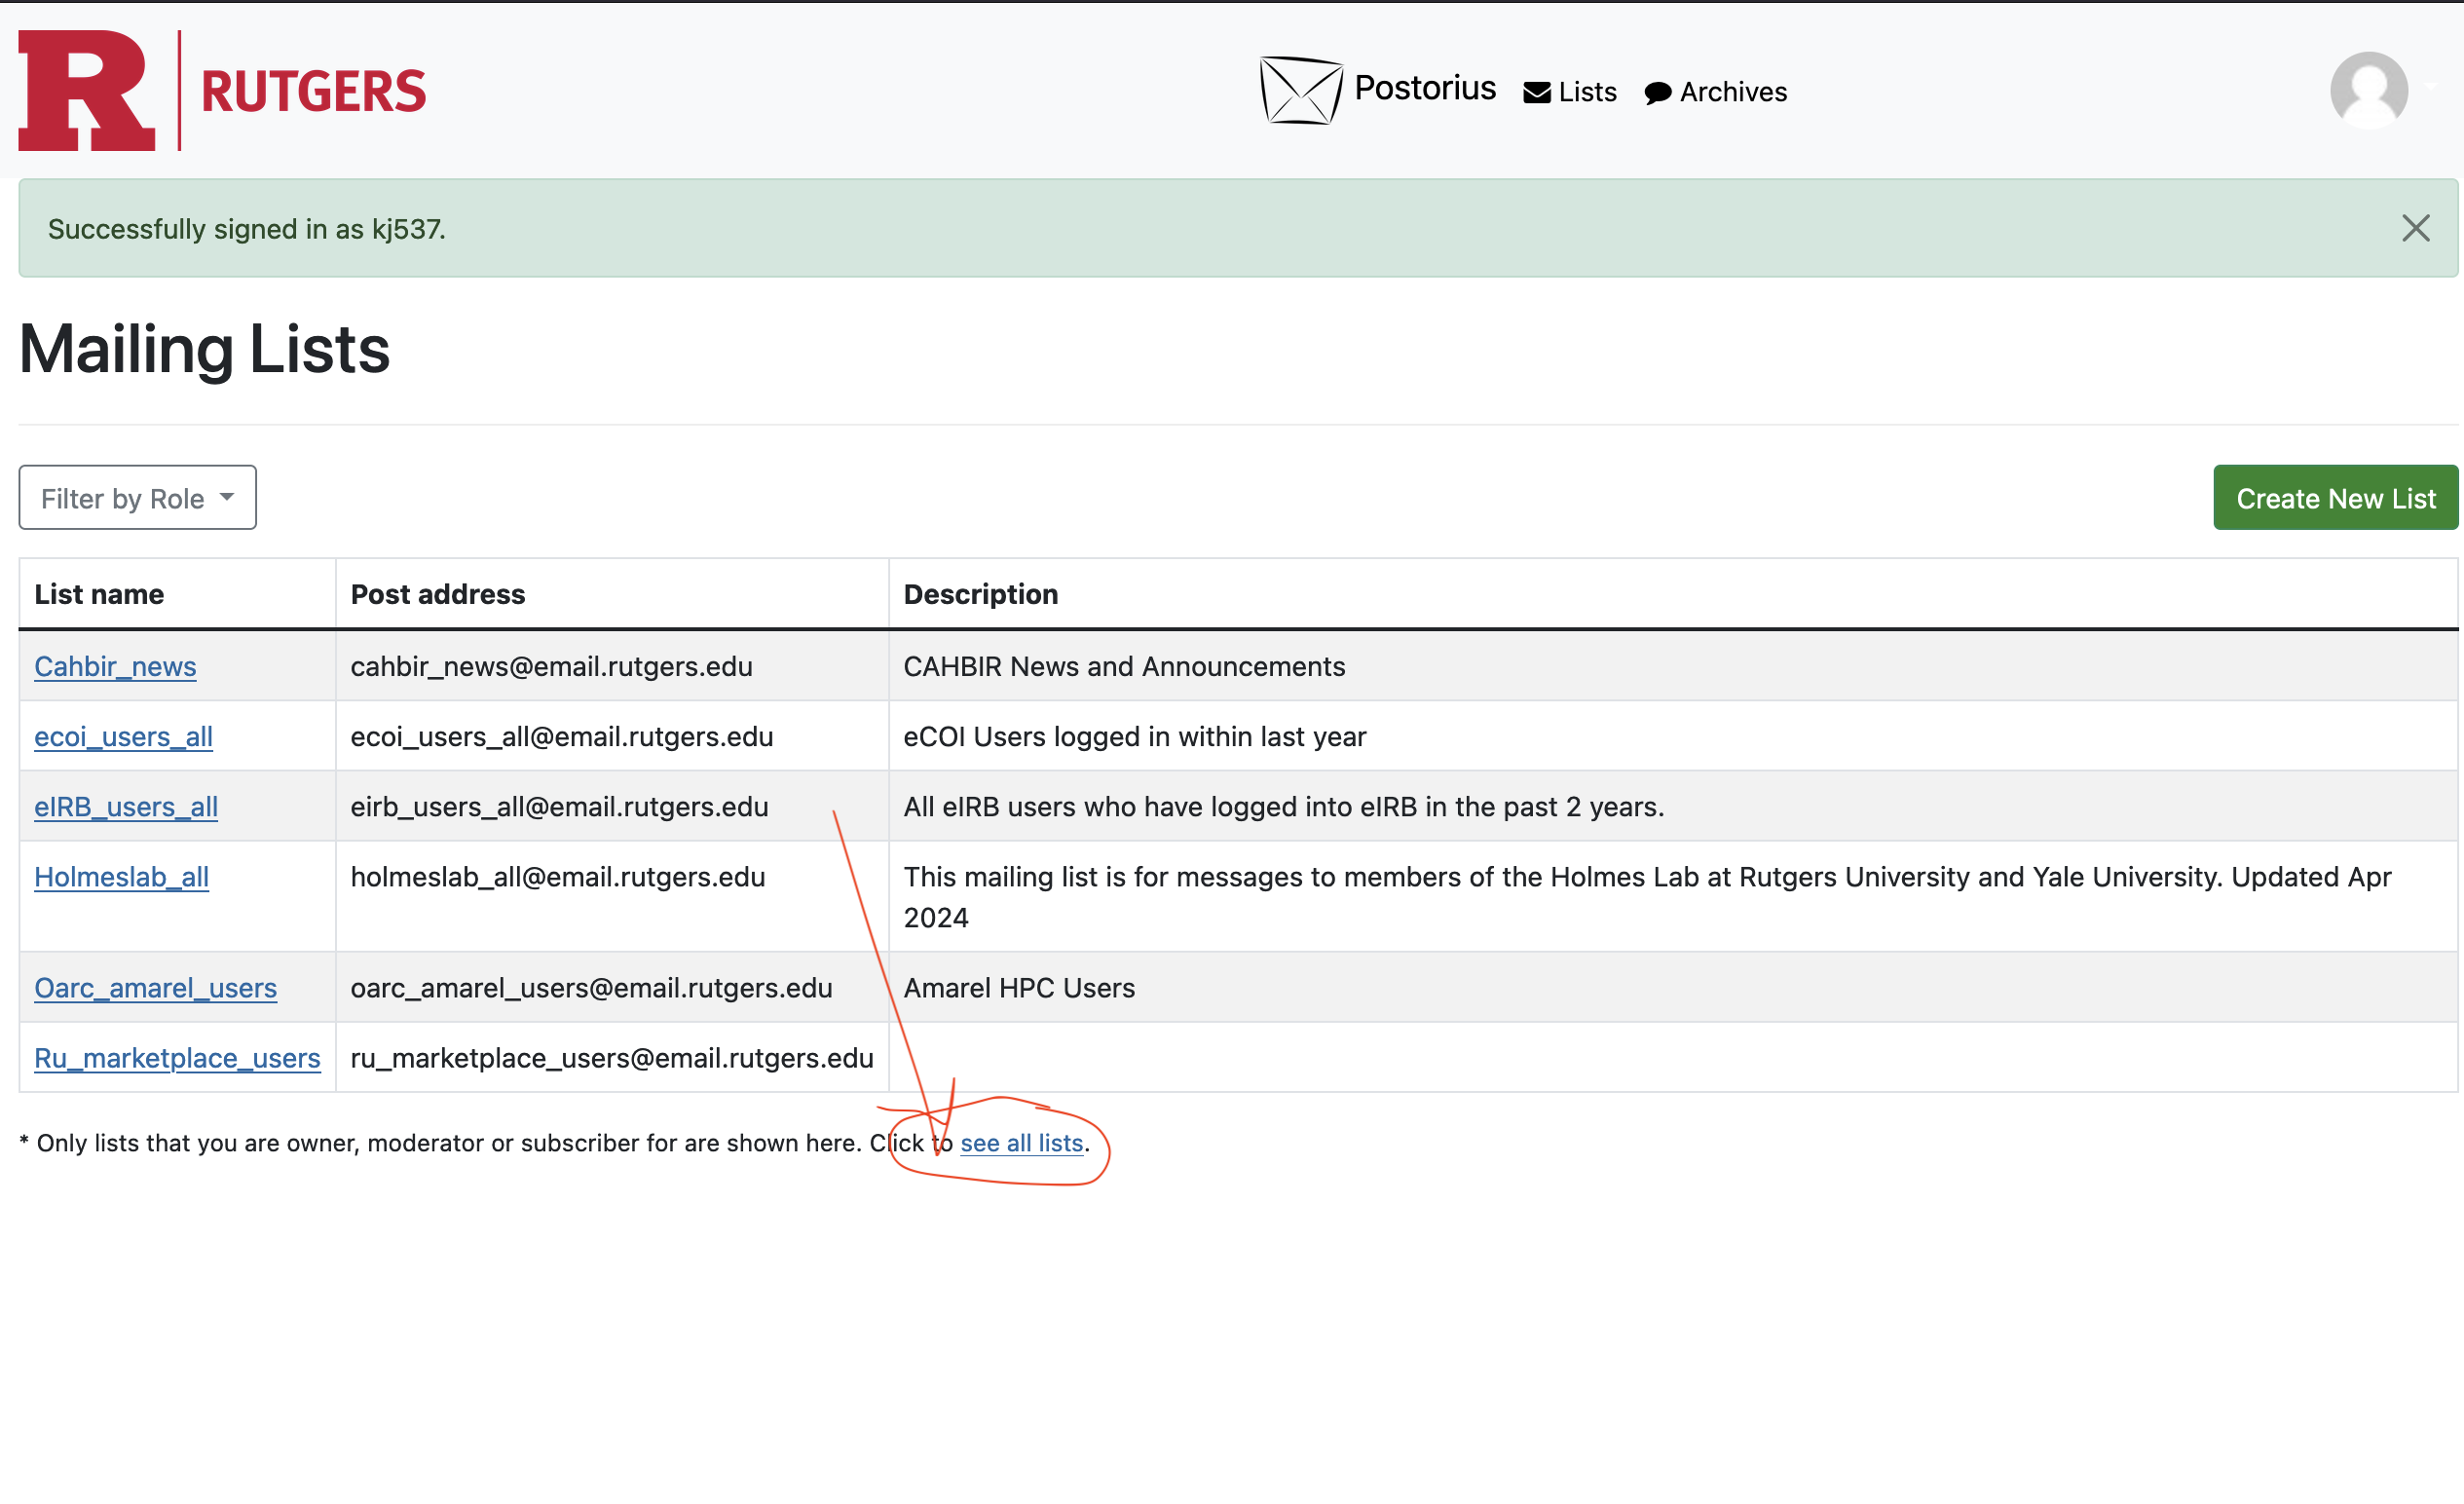 R RUTGERS
Postorius Lists Archives
Successfully signed in as kj537.
Mailing Lists
Filter by Role
Create New List
List name Post address Description
Cahbir_news cahbir_news@email.rutgers.edu CAHBIR News and Announcements
ecoi_users_all ecoi_users_all@email.rutgers.edu eCOI Users logged in within last year
eIRB_users_all eirb_users_all@email.rutgers.edu All eIRB users who have logged into eIRB in the past 2 years.
Holmeslab_all holmeslab_all@email.rutgers.edu This mailing list is for messages to members of the Holmes Lab at Rutgers University and Yale University. Updated Apr
2024
Oarc_amarel_users oarc_amarel_users@email.rutgers.edu Amarel HPC Users
Ru_marketplace_users ru_marketplace_users@email.rutgers.edu
* Only lists that you are owner, moderator or subscriber for are shown here. Click to see all lists.